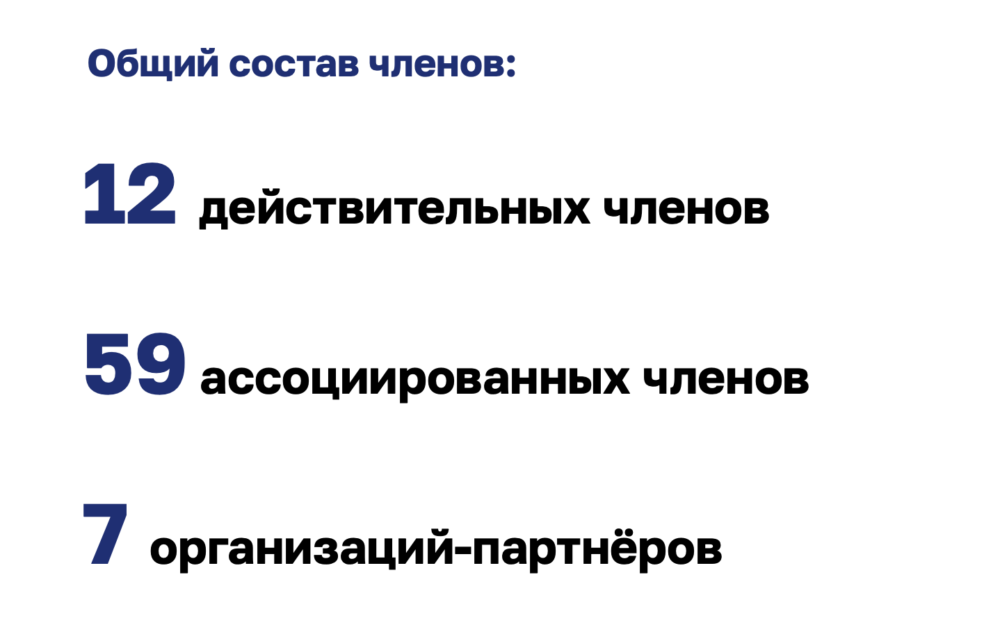 Общий состав членов:
12 действительных членов
59 ассоциированных членов
7 организаций-партнёров